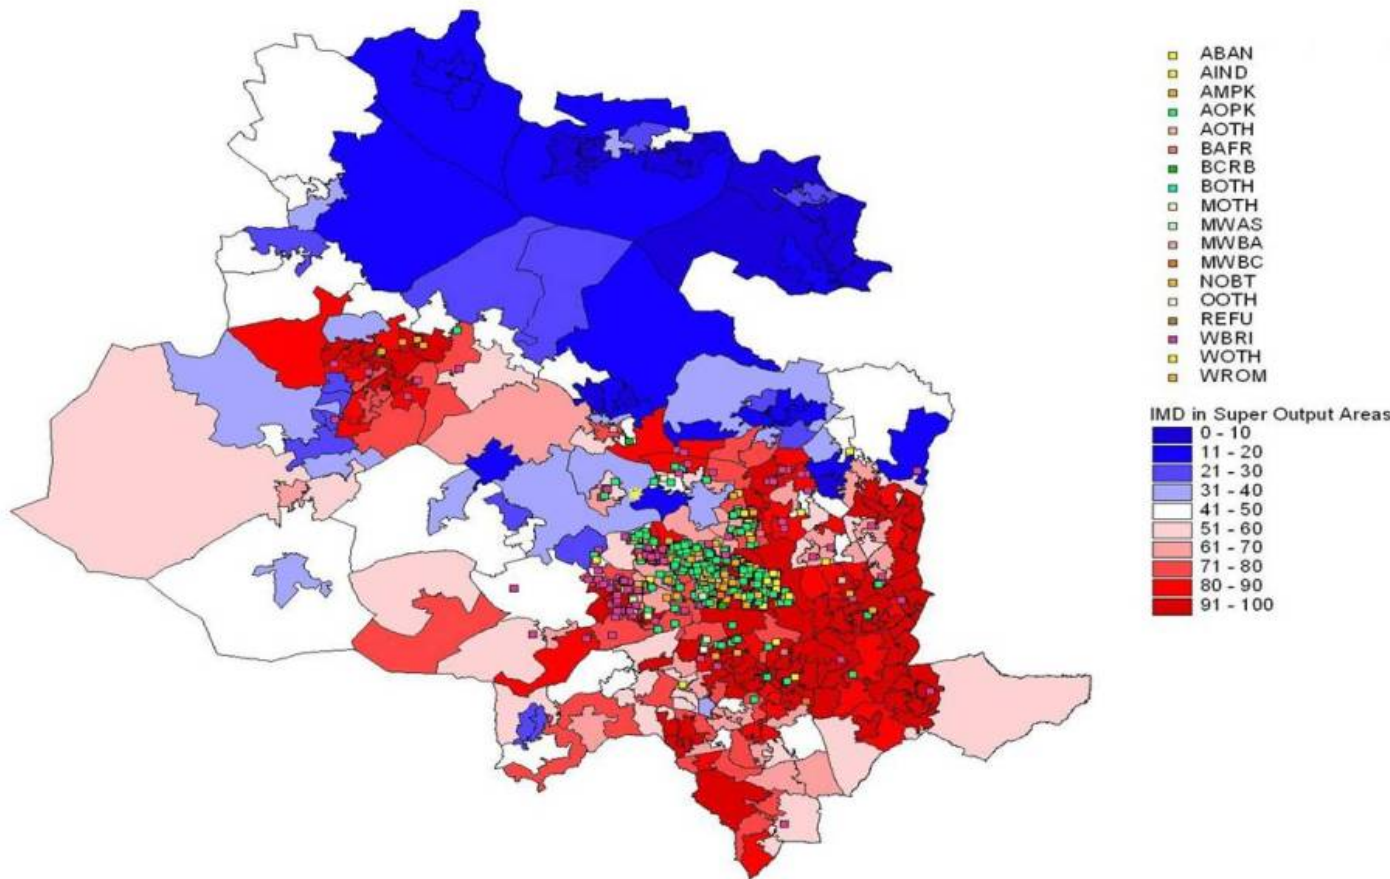 ABAN
AIND
AMPK
AOPK
AOTH
BAFR
BCRB
BOTH
MOTH
MWAS
MWBA
MWBC
NOBT
OOTH
REFU
WBRI
WOTH
WROM
IMD in Super Output Areas
0 - 10
11 - 20
21 - 30
31 - 40
41 - 50
51 - 60
61 - 70
71 - 80
80 - 90
91 - 100